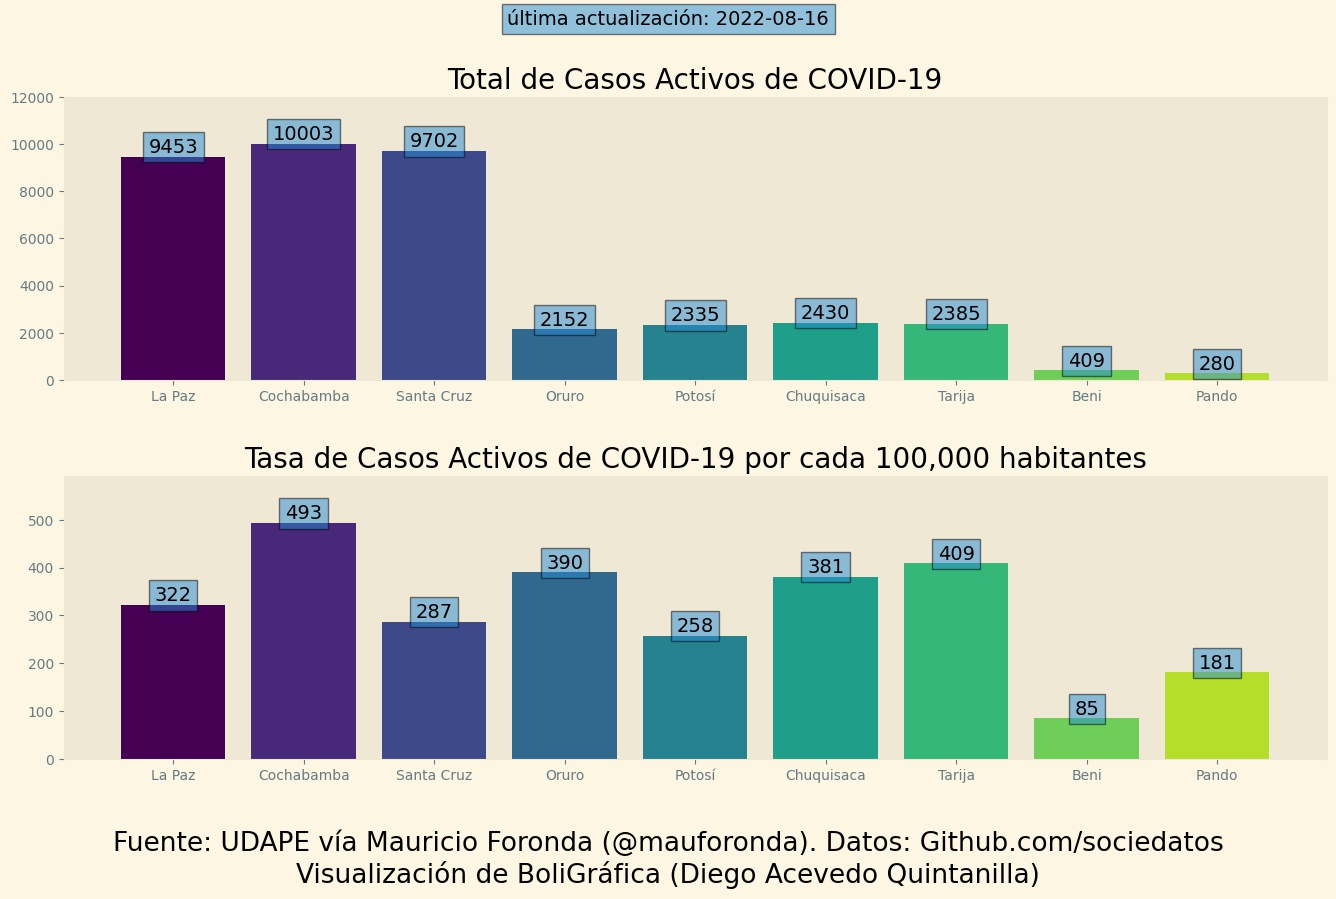 última actualización: 2022-08-16
Total de Casos Activos de COVID-19
12000
10000
8000
6000
4000
2000
0
9453
10003
9702
2152
2335
2430
2385
409
280
La Paz
Cochabamba
Santa Cruz
Oruro
Potosí
Chuquisaca
Tarija
Beni
Pando
Tasa de Casos Activos de COVID-19 por cada 100,000 habitantes
500
400
300
200
100
0
322
493
287
390
258
381
409
85
181
La Paz
Cochabamba
Santa Cruz
Oruro
Potosí
Chuquisaca
Tarija
Beni
Pando
Fuente: UDAPE vía Mauricio Foronda (@mauforonda). Datos: Github.com/sociedatos
Visualización de BoliGráfica (Diego Acevedo Quintanilla)